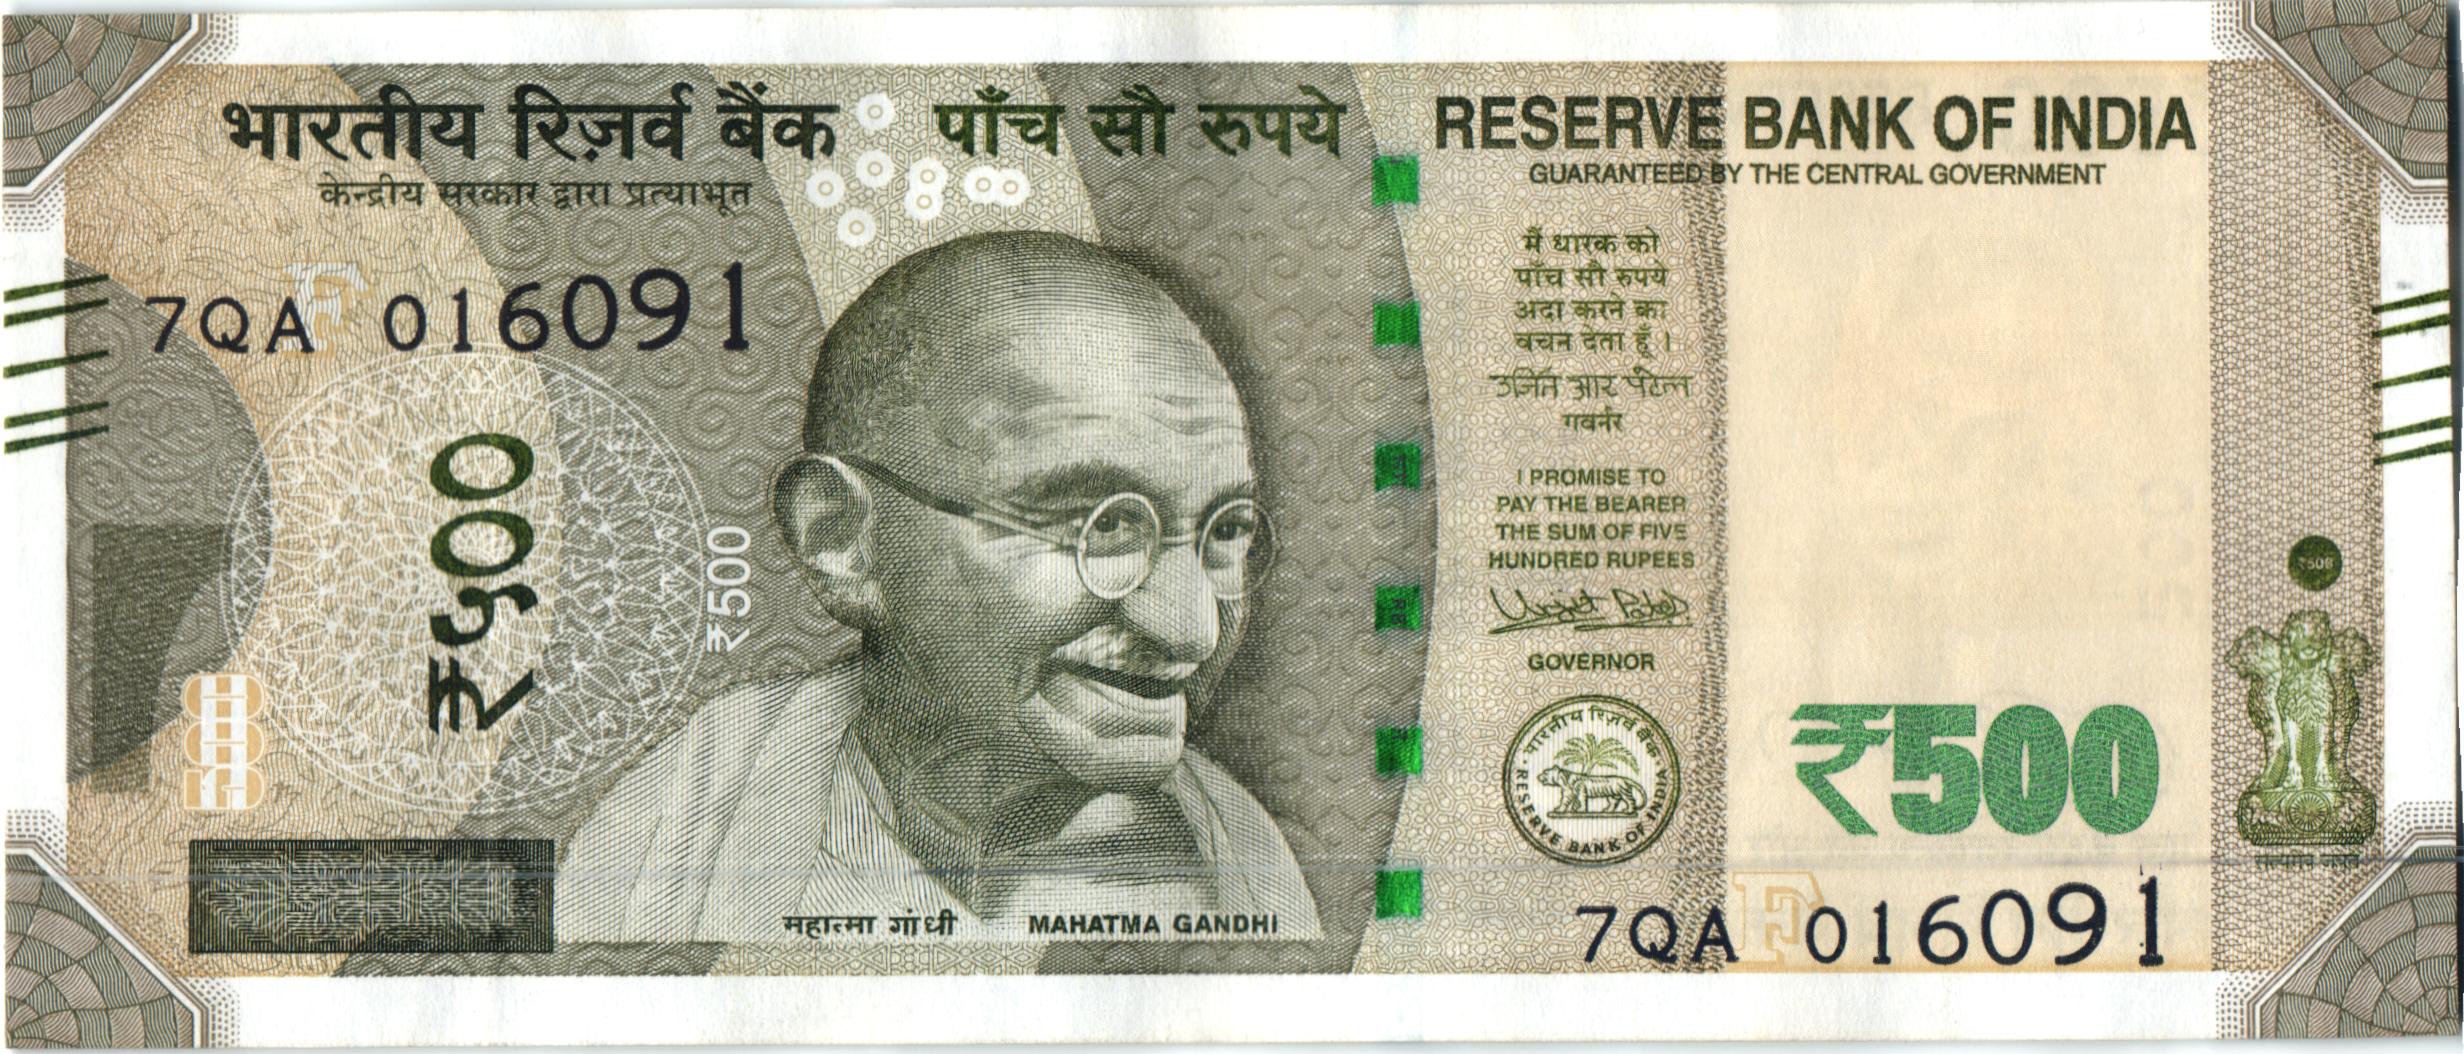 भारतीय रिज़र्व बैंक
केन्द्रीय सरकार द्वारा प्रत्याभूत
पाँच सौ रुपये
RESERVE BANK OF INDIA
GUARANTEED BY THE CENTRAL GOVERNMENT
7QA 016091
₹५००
₹500
मैं धारक को
पाँच सौ रुपये
अदा करने का
वचन देता हूँ।
उर्जित आर पटेल
गवर्नर
I PROMISE TO
PAY THE BEARER
THE SUM OF FIVE
HUNDRED RUPEES
Urjit Patel
GOVERNOR
भारतीय रिज़र्व बैंक
RESERVE BANK OF INDIA
₹500
₹500
सत्यमेव जयते
महात्मा गांधी
MAHATMA GANDHI
F
7QA 016091